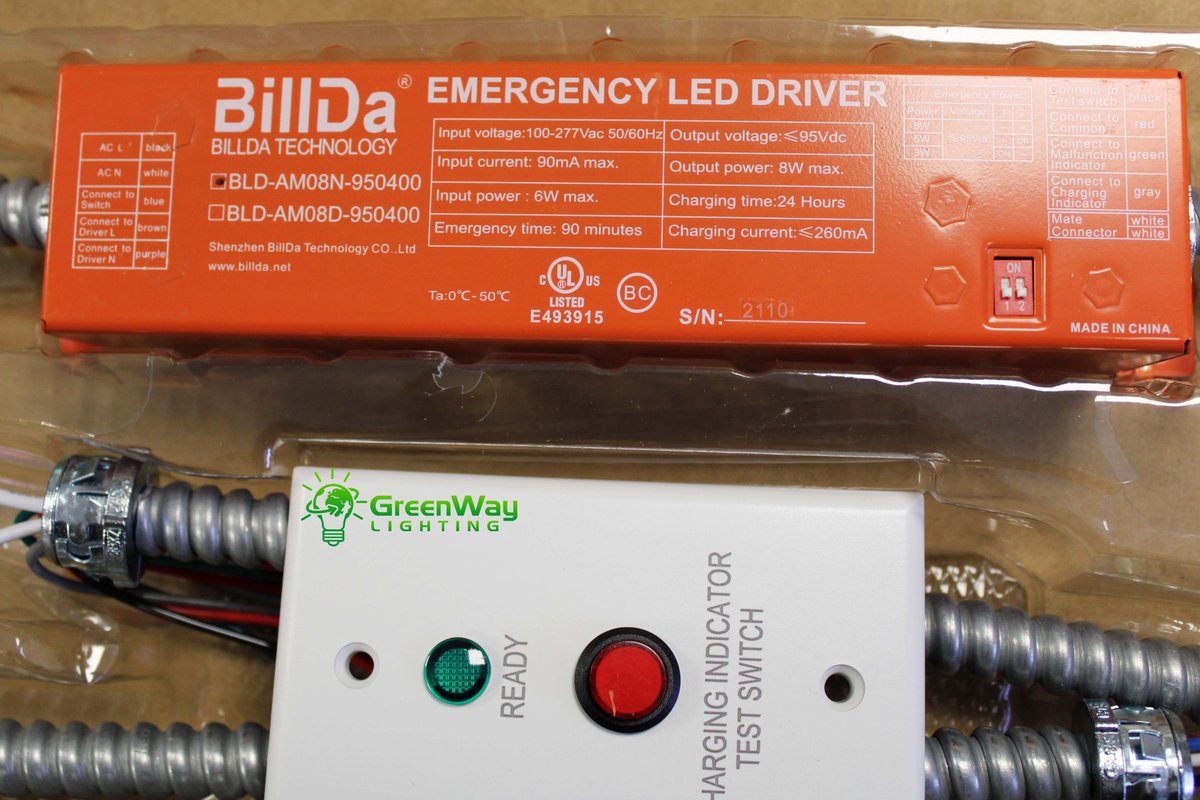 BillDa®
BILLDA TECHNOLOGY
EMERGENCY LED DRIVER
AC L black
AC N white
Connect to Switch blue
Connect to Driver L brown
Connect to Driver N purple
BLD-AM08N-950400
BLD-AM08D-950400
Shenzhen BillDa Technology CO.,Ltd
www.billda.net
Input voltage:100-277Vac 50/60Hz
Output voltage:≤95Vdc
Input current: 90mA max.
Output power: 8W max.
Input power : 6W max.
Charging time:24 Hours
Emergency time: 90 minutes
Charging current:≤260mA
Ta:0℃-50℃
C UL US
®
LISTED
E493915
BC
S/N:
2110
Emergency Power
Power Voltage 1 2
8W
≤95Vdc
ON
Connect to Test switch black
Connect to Common red
Connect to Malfunction Indicator green
Connect to Charging Indicator gray
Mate Connector white white
ON
1 2
MADE IN CHINA
GreenWay
LIGHTING
READY
HARGING INDICATOR
TEST SWITCH